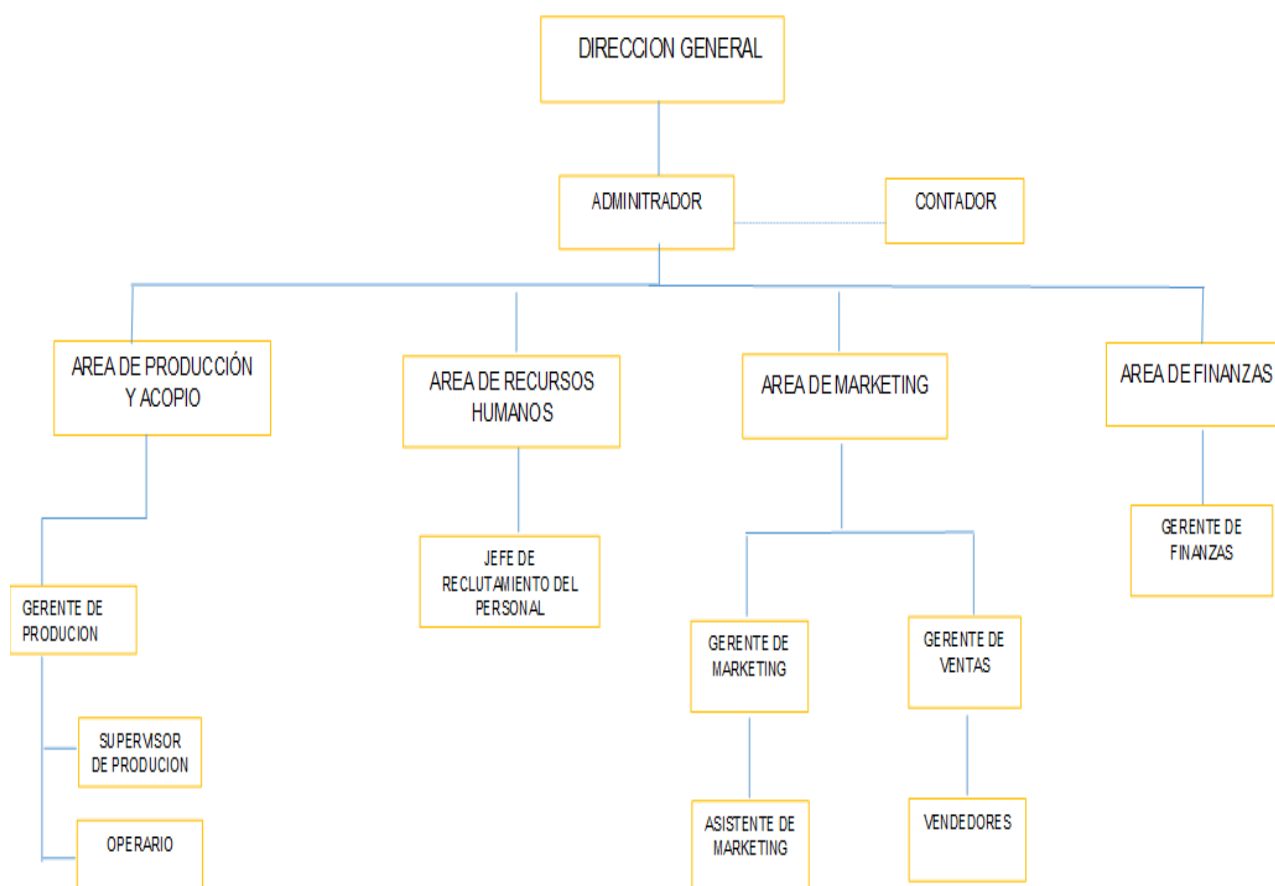 DIRECCION GENERAL
ADMINITRADOR
CONTADOR
AREA DE PRODUCCIÓN
Y ACOPIO
AREA DE RECURSOS
HUMANOS
AREA DE MARKETING
AREA DE FINANZAS
GERENTE DE
FINANZAS
JEFE DE
RECLUTAMIENTO DEL
PERSONAL
GERENTE DE
PRODUCION
GERENTE DE
MARKETING
GERENTE DE
VENTAS
SUPERVISOR
DE PRODUCION
OPERARIO
ASISTENTE DE
MARKETING
VENDEDORES